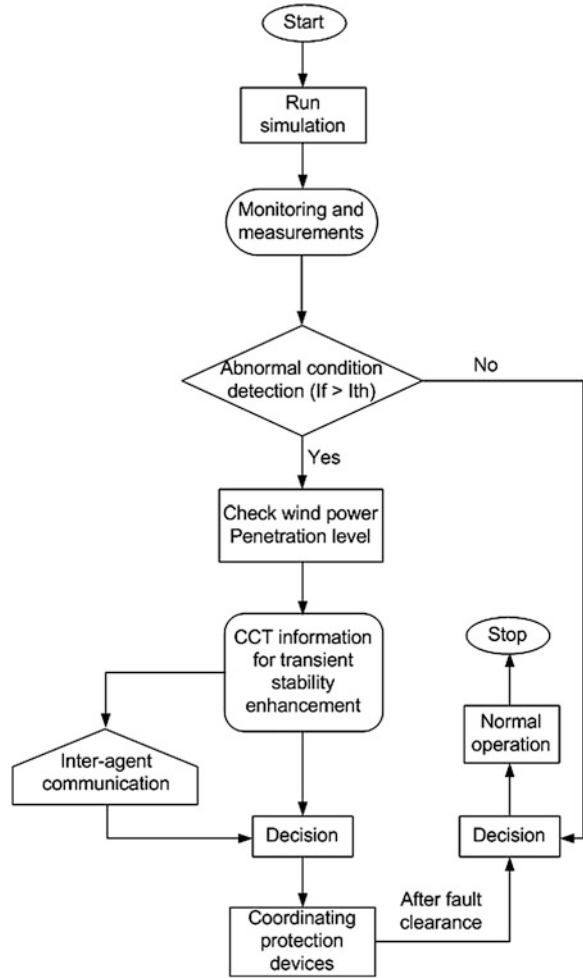 Start
Run
simulation
Monitoring and
measurements
Abnormal condition
detection (If > Ith)
No
Yes
Check wind power
Penetration level
CCT information
for transient
stability
enhancement
Stop
Normal
operation
Inter-agent
communication
Decision
Decision
After fault
clearance
Coordinating
protection
devices